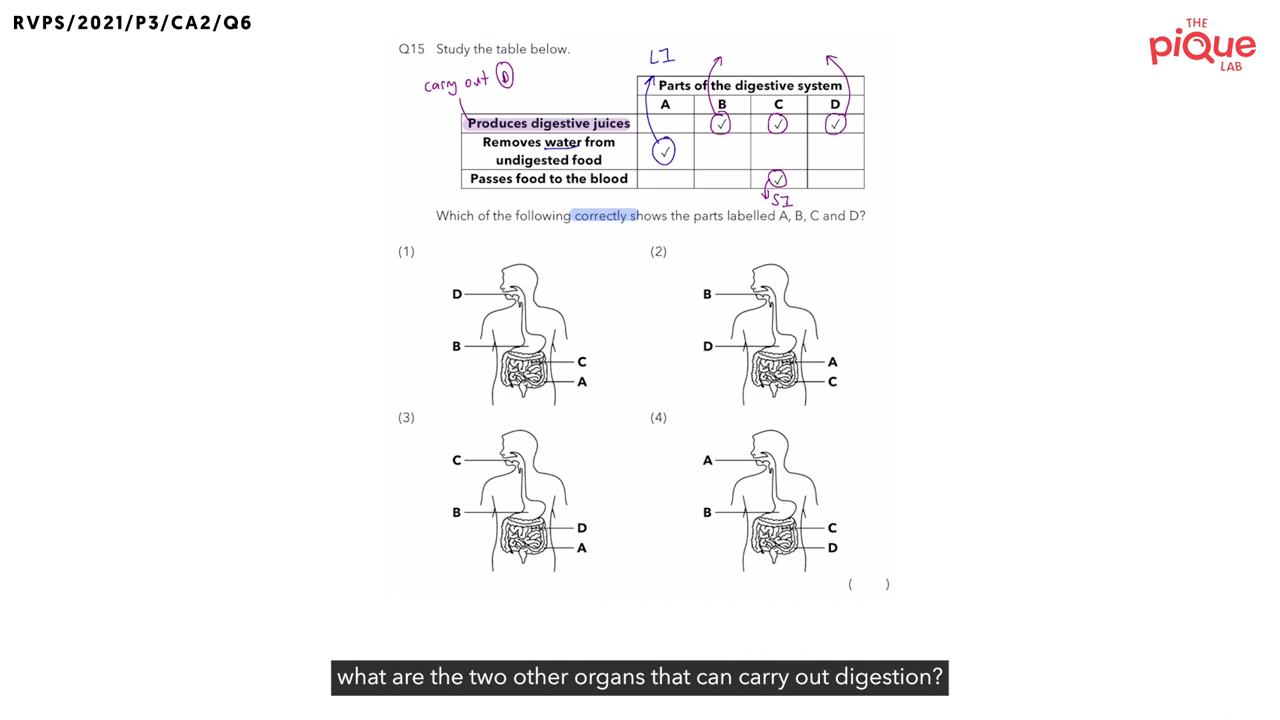 RVPS/2021/P3/CA2/Q6
THE
piQue
LAB
Q15 Study the table below.
LI
carry out D
Parts of the digestive system
A B C D
Produces digestive juices ✓ ✓ ✓
Removes water from
undigested food ✓
Passes food to the blood ✓
SI
Which of the following correctly shows the parts labelled A, B, C and D?
(1)
D
B
C
A
(2)
B
D
A
C
(3)
C
B
D
A
(4)
A
B
C
D
( )
what are the two other organs that can carry out digestion?